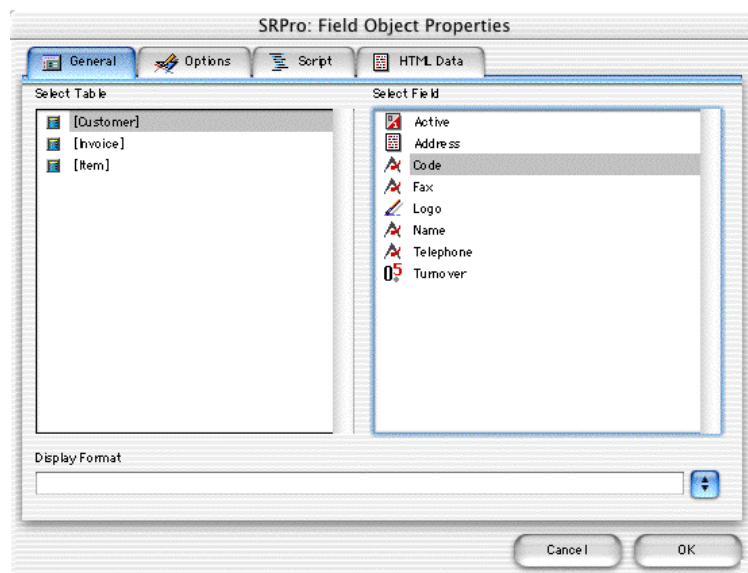 SRPro: Field Object Properties
General Options Script HTML Data
Select Table Select Field
[Customer]
[Invoice]
[Item]
Active
Address
Code
Fax
Logo
Name
Telephone
Turnover
Display Format
Cancel OK